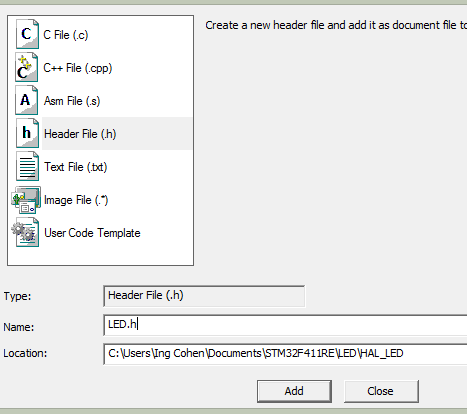 Create a new header file and add it as document file to
C File (.c)
C++ File (.cpp)
Asm File (.s)
Header File (.h)
Text File (.txt)
Image File (.*)
User Code Template
Type:
Header File (.h)
Name:
LED.h
Location:
C:\Users\Ing Cohen\Documents\STM32F411RE\LED\HAL_LED
Add
Close